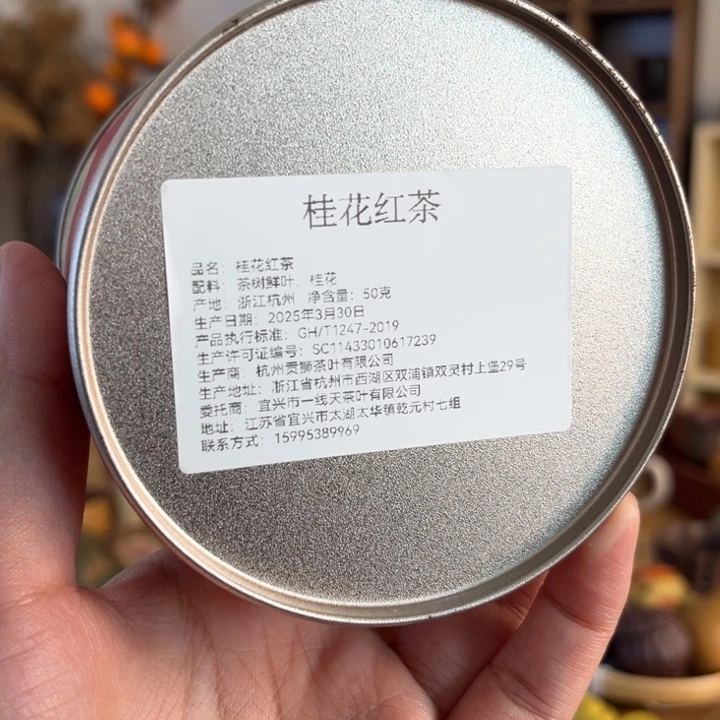 桂花红茶
品名：桂花红茶
配料：茶树鲜叶、桂花
产地：浙江杭州 净含量：50克
生产日期：2025年3月30日
产品执行标准：GH/T1247-2019
生产许可证编号：SC11433010617239
生产商：杭州贡狮茶叶有限公司
生产地址：浙江省杭州市西湖区双浦镇双灵村上堡29号
委托商：宜兴市一线天茶叶有限公司
地址：江苏省宜兴市太湖太华镇乾元村七组
联系方式：15995389969